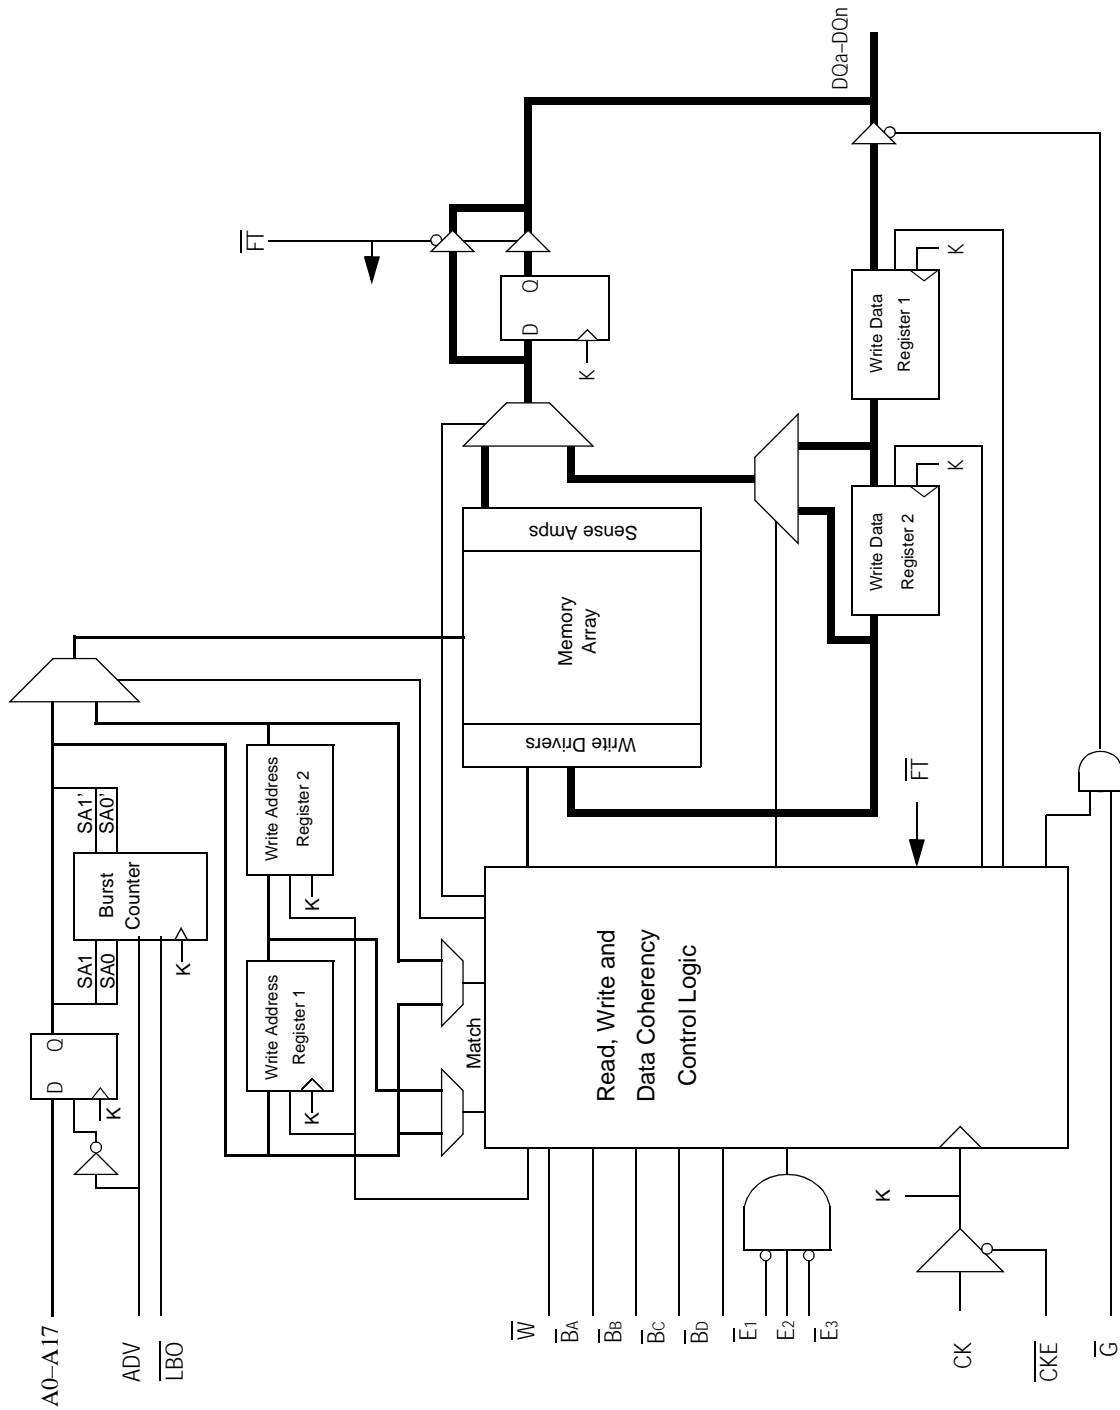 A0–A17
ADV
LBO
W
BA
BB
BC
BD
E1
E2
E3
CK
CKE
G
D Q
K
SA1
SA0
Burst
Counter
SA1'
SA0'
K
Write Address
Register 1
K
Write Address
Register 2
K
Match
Read, Write and
Data Coherency
Control Logic
K
FT
Write Drivers
Memory
Array
Sense Amps
D Q
K
FT
Write Data
Register 2
K
Write Data
Register 1
K
DQa–DQn